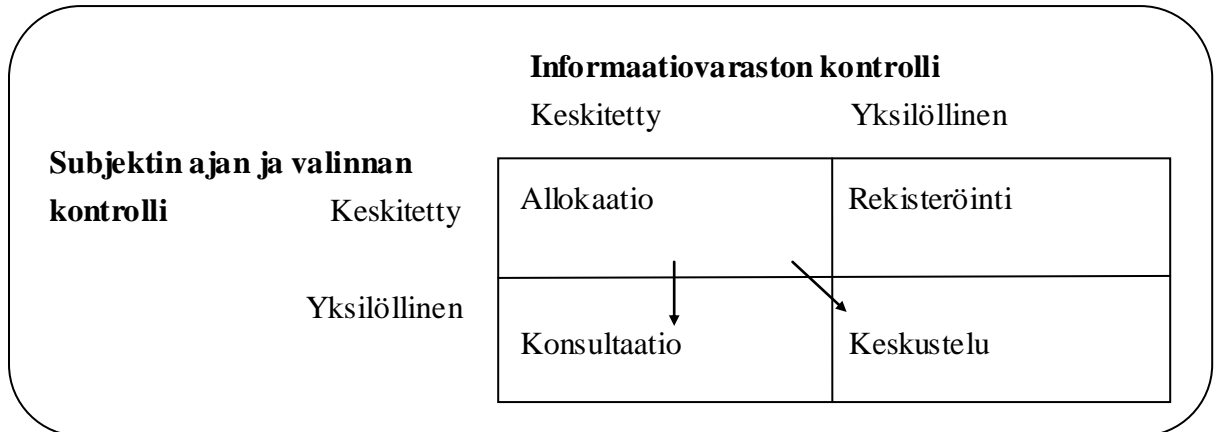 Informaatiovaraston kontrolli
Keskitetty Yksilöllinen
Subjektin ajan ja valinnan
kontrolli Keskitetty
Allokaatio Rekisteröinti
Yksilöllinen
Konsultaatio Keskustelu